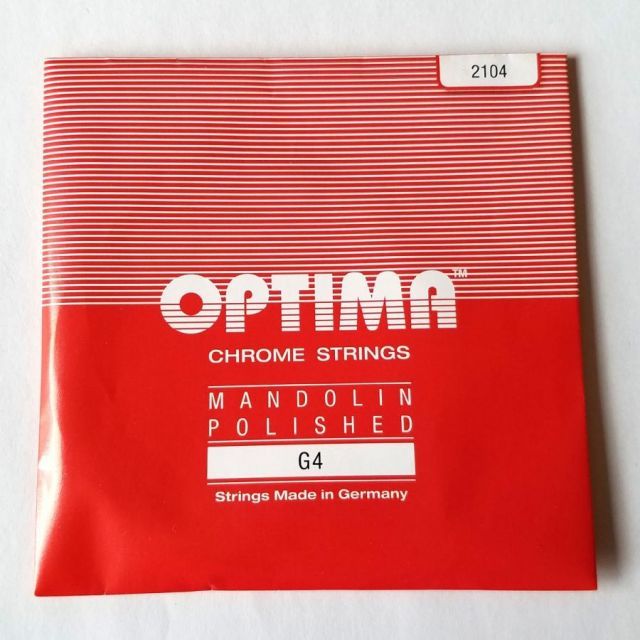 2104
OPTIMA™
CHROME STRINGS
MANDOLIN
POLISHED
G4
Strings Made in Germany